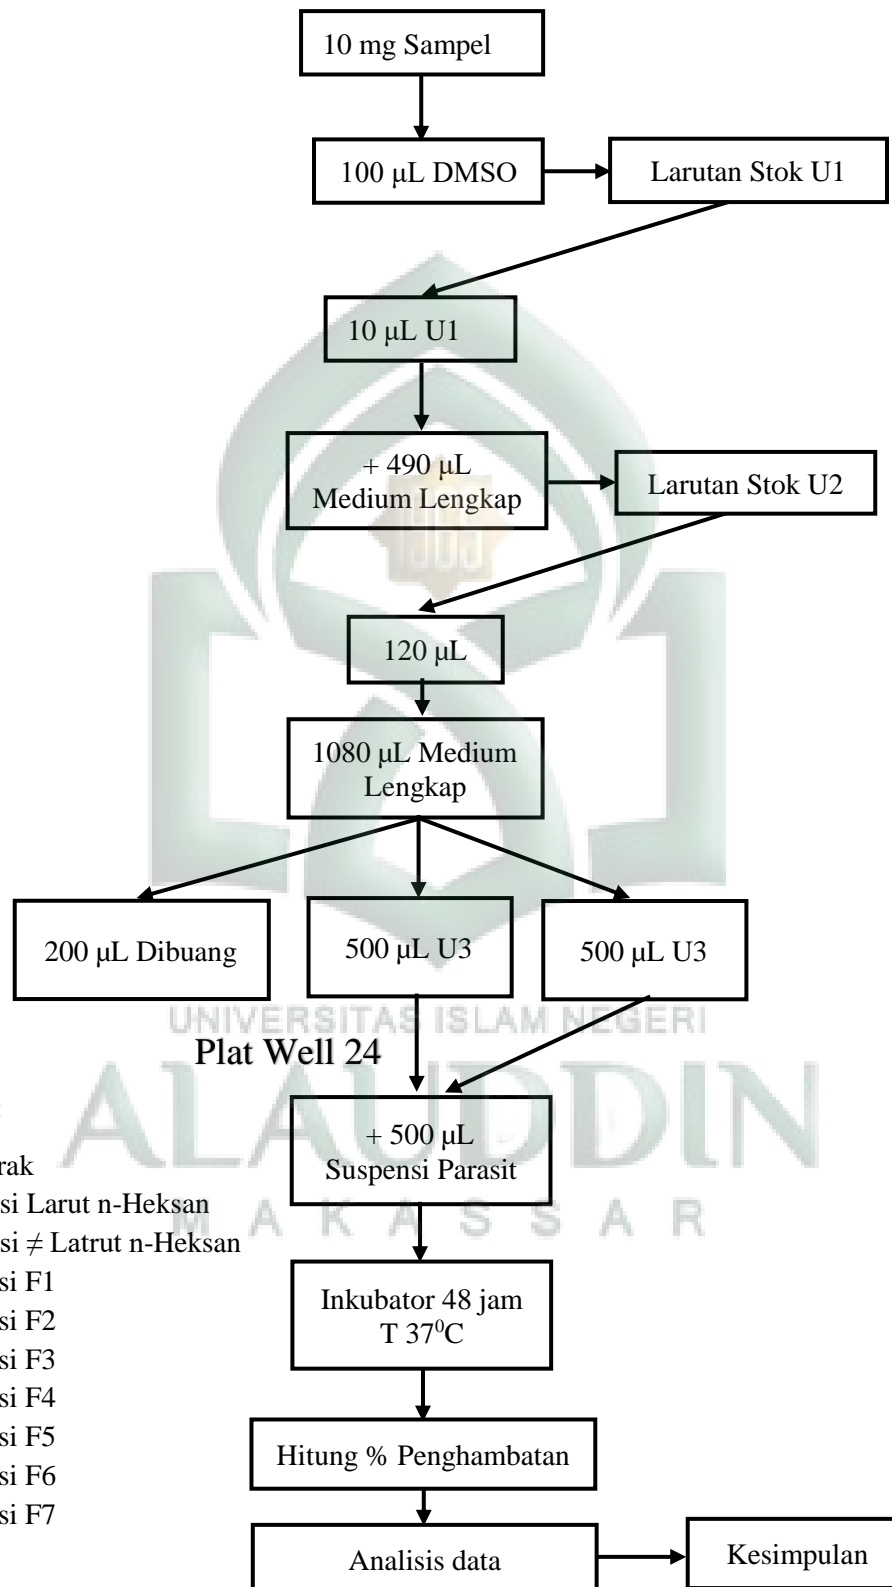 10 mg Sampel
100 µL DMSO
Larutan Stok U1
10 µL U1
+ 490 µL
Medium Lengkap
Larutan Stok U2
120 µL
1080 µL Medium
Lengkap
200 µL Dibuang
500 µL U3
500 µL U3
UNIVERSITAS ISLAM NEGERI
Plat Well 24
ALAUDDIN
+ 500 µL
Suspensi Parasit
rak
si Larut n-Heksan
MAKASSAR
si ≠ Latrut n-Heksan
si F1
si F2
si F3
si F4
si F5
si F6
si F7
Inkubator 48 jam
T 37⁰C
Hitung % Penghambatan
Analisis data
Kesimpulan